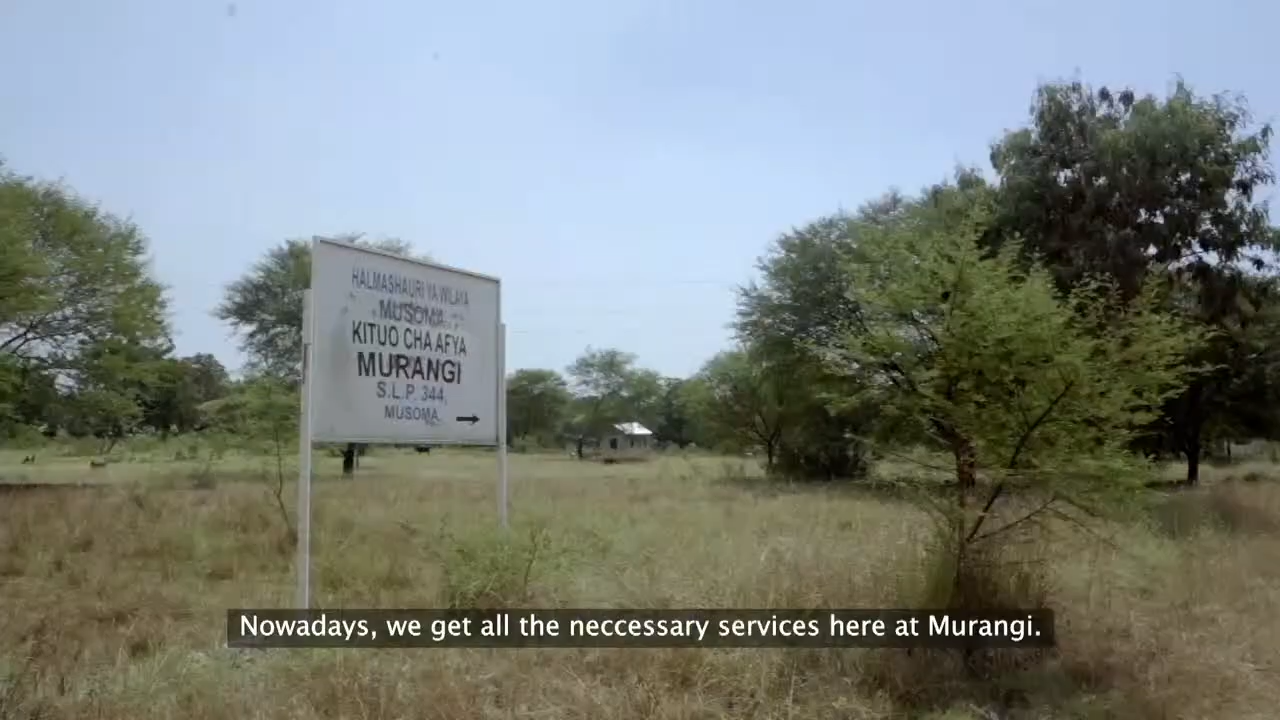 HALMASHAURI YA WILAYA
MUSOMA
KITUO CHA AFYA
MURANGI
S.L.P. 344,
MUSOMA.
Nowadays, we get all the neccessary services here at Murangi.